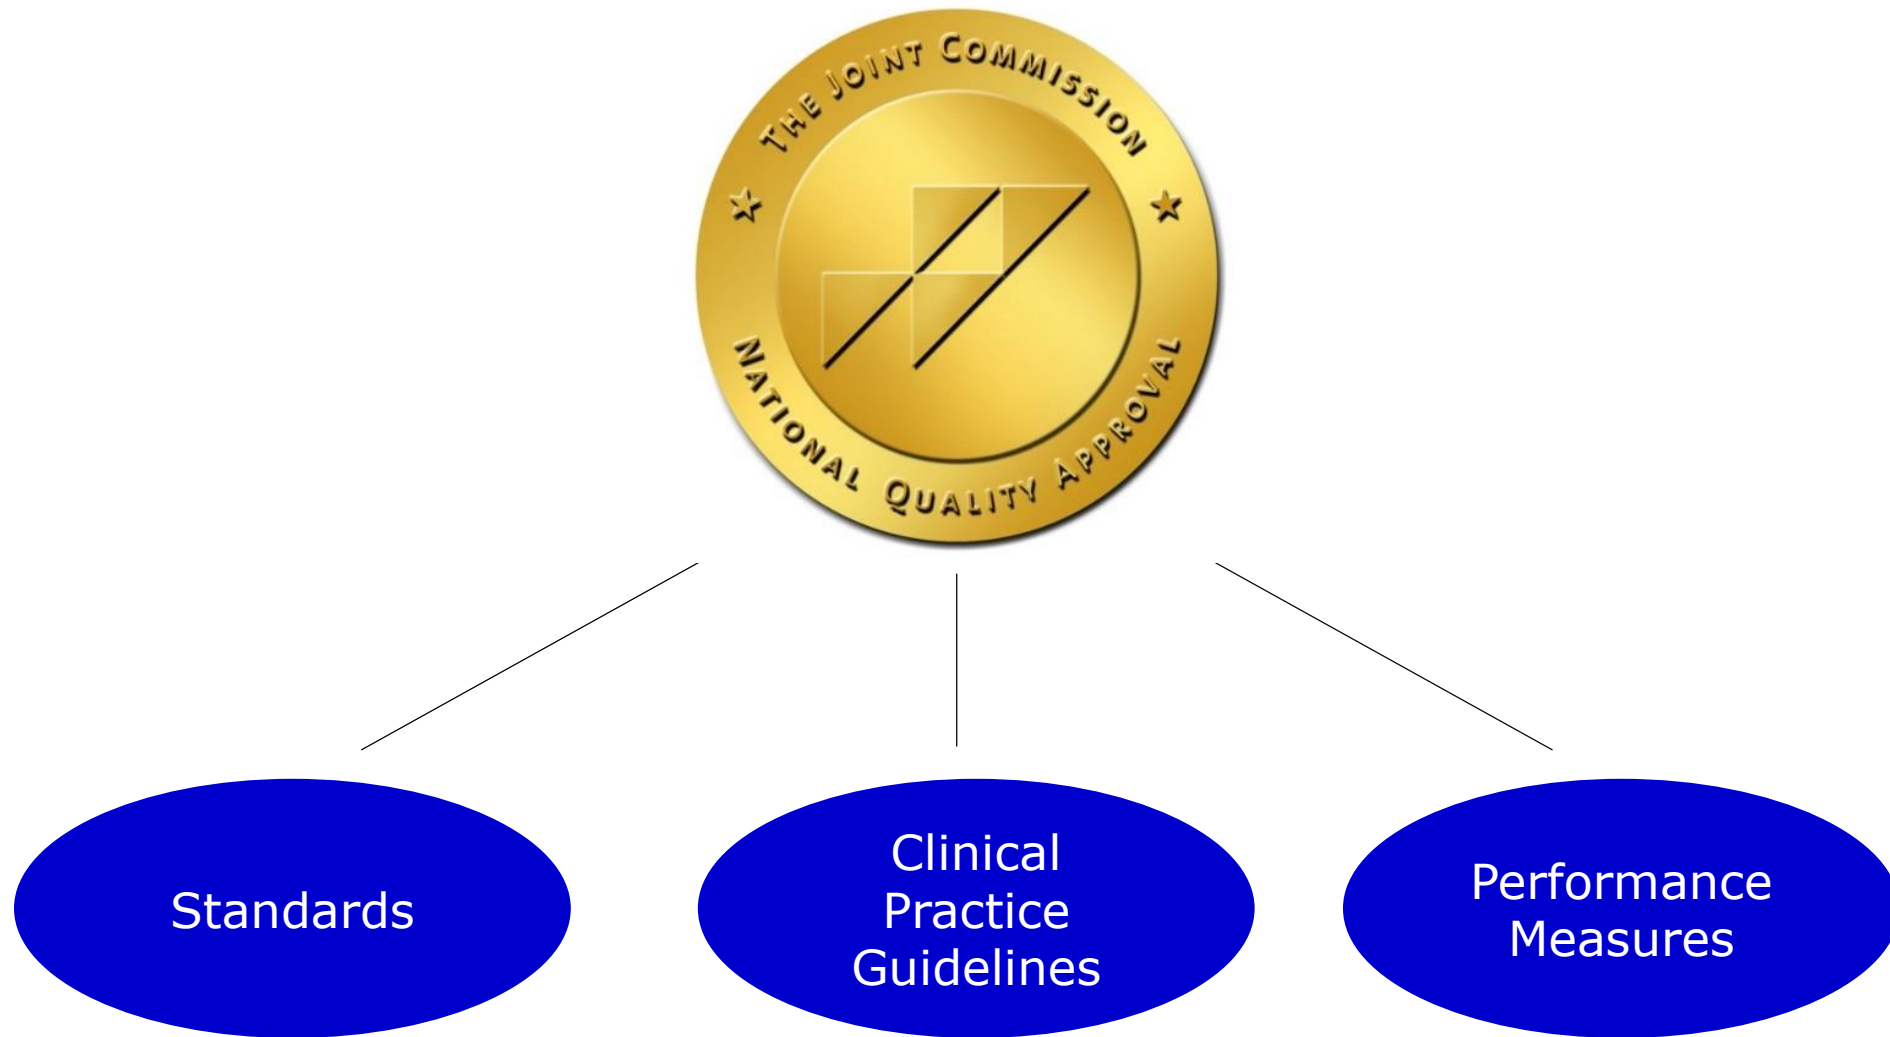 The Joint Commission
National Quality Approval
Standards
Clinical
Practice
Guidelines
Performance
Measures